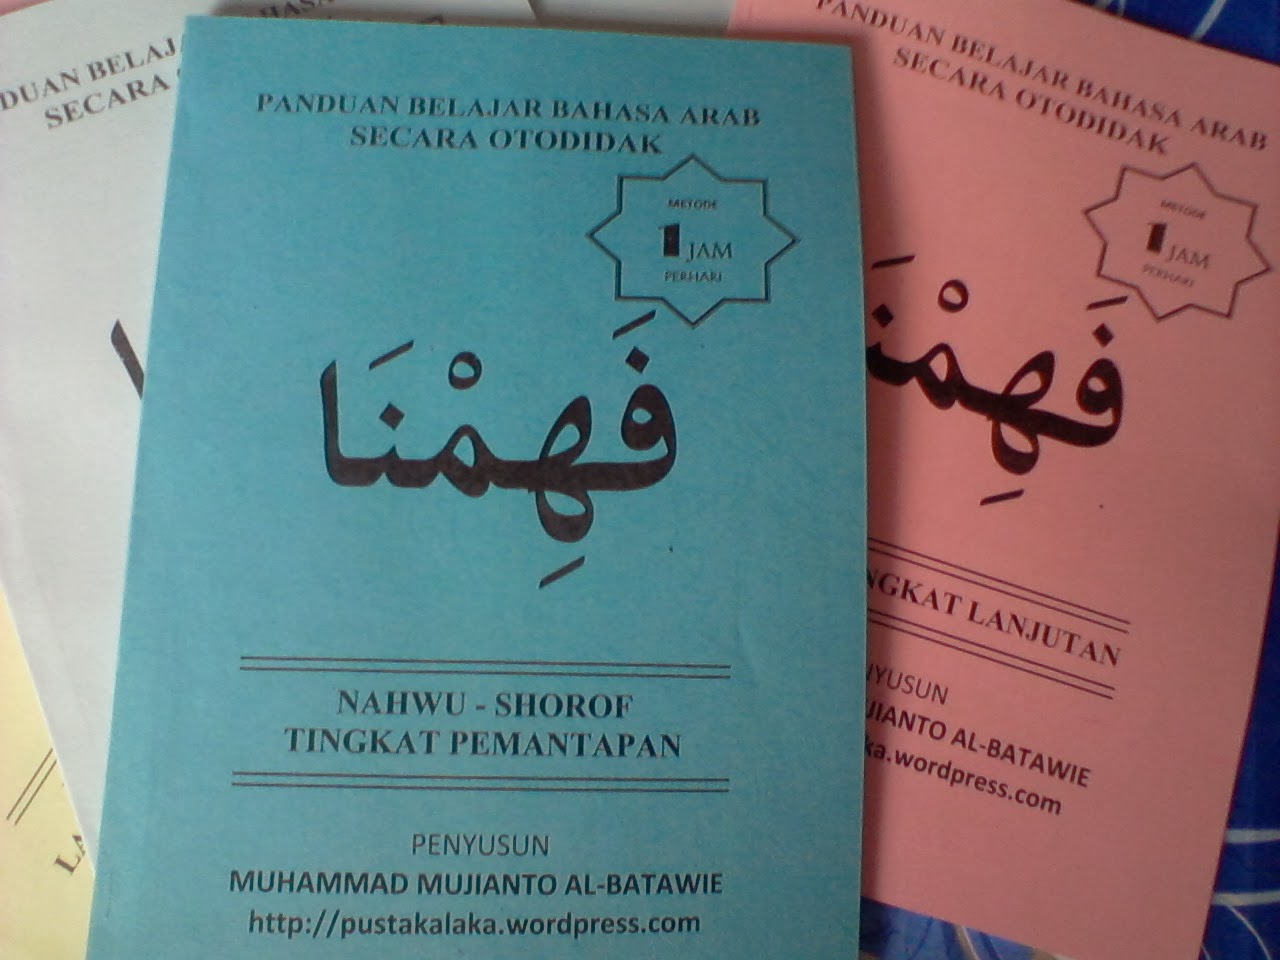 PANDUAN BELAJAR BAHASA ARAB
SECARA OTODIDAK
METODE
1 JAM
PERHARI
فَهِمْنَا
NAHWU - SHOROF
TINGKAT PEMANTAPAN
PENYUSUN
MUHAMMAD MUJIANTO AL-BATAWIE
http://pustakalaka.wordpress.com
PANDUAN BELAJAR BAHASA ARAB
SECARA OTODIDAK
METODE
1 JAM
PERHARI
فَهِمْنَ
NGKAT LANJUTAN
NYUSUN
JIANTO AL-BATAWIE
ka.wordpress.com
DUAN BELAJ
SECARA